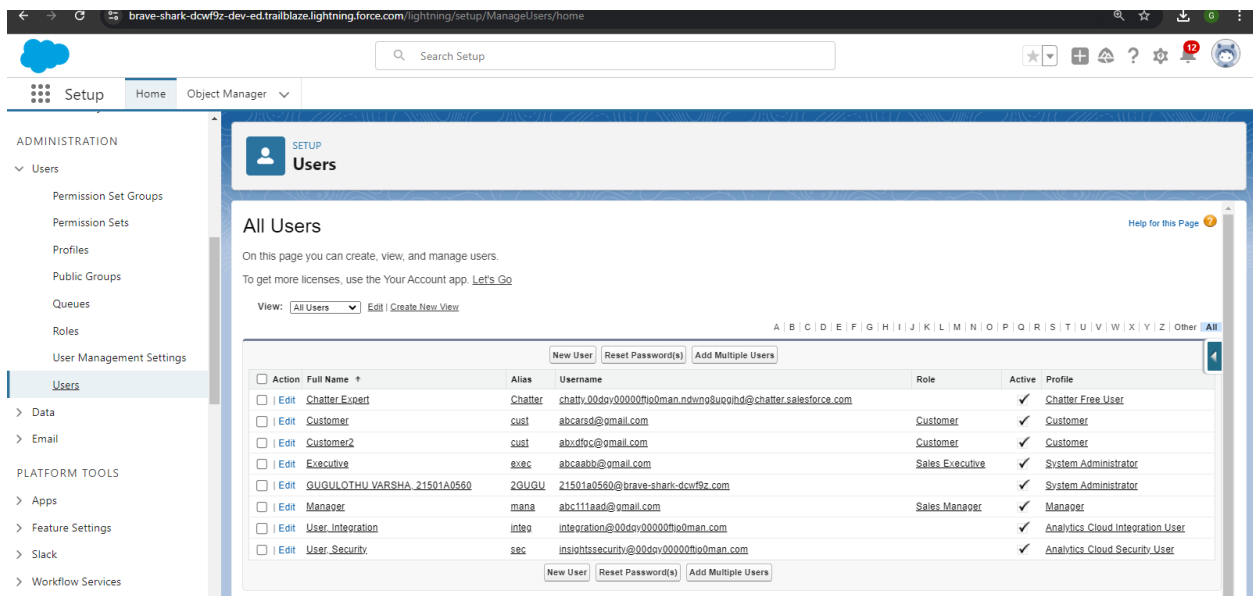 brave-shark-dcwf9z-dev-ed.trailblaze.lightning.force.com/lightning/setup/ManageUsers/home
G
Search Setup
12
Setup Home Object Manager
ADMINISTRATION
Users
Permission Set Groups
Permission Sets
Profiles
Public Groups
Queues
Roles
User Management Settings
Users
Data
Email
PLATFORM TOOLS
Apps
Feature Settings
Slack
Workflow Services
SETUP
Users
All Users
Help for this Page ?
On this page you can create, view, and manage users.
To get more licenses, use the Your Account app. Let's Go
View: All Users Edit | Create New View
A | B | C | D | E | F | G | H | I | J | K | L | M | N | O | P | Q | R | S | T | U | V | W | X | Y | Z | Other All
New User Reset Password(s) Add Multiple Users
Action Full Name ↑ Alias Username Role Active Profile
| Edit Chatter Expert Chatter chatty.00dqy00000ftjo0man.ndwng8upgjhd@chatter.salesforce.com ✓ Chatter Free User
| Edit Customer cust abcarsd@gmail.com Customer ✓ Customer
| Edit Customer2 cust abxdfgc@gmail.com Customer ✓ Customer
| Edit Executive exec abcaabb@gmail.com Sales Executive ✓ System Administrator
| Edit GUGULOTHU VARSHA, 21501A0560 2GUGU 21501a0560@brave-shark-dcwf9z.com ✓ System Administrator
| Edit Manager mana abc111aad@gmail.com Sales Manager ✓ Manager
| Edit User, Integration integ integration@00dqy00000ftjo0man.com ✓ Analytics Cloud Integration User
| Edit User, Security sec insightssecurity@00dqy00000ftjo0man.com ✓ Analytics Cloud Security User
New User Reset Password(s) Add Multiple Users